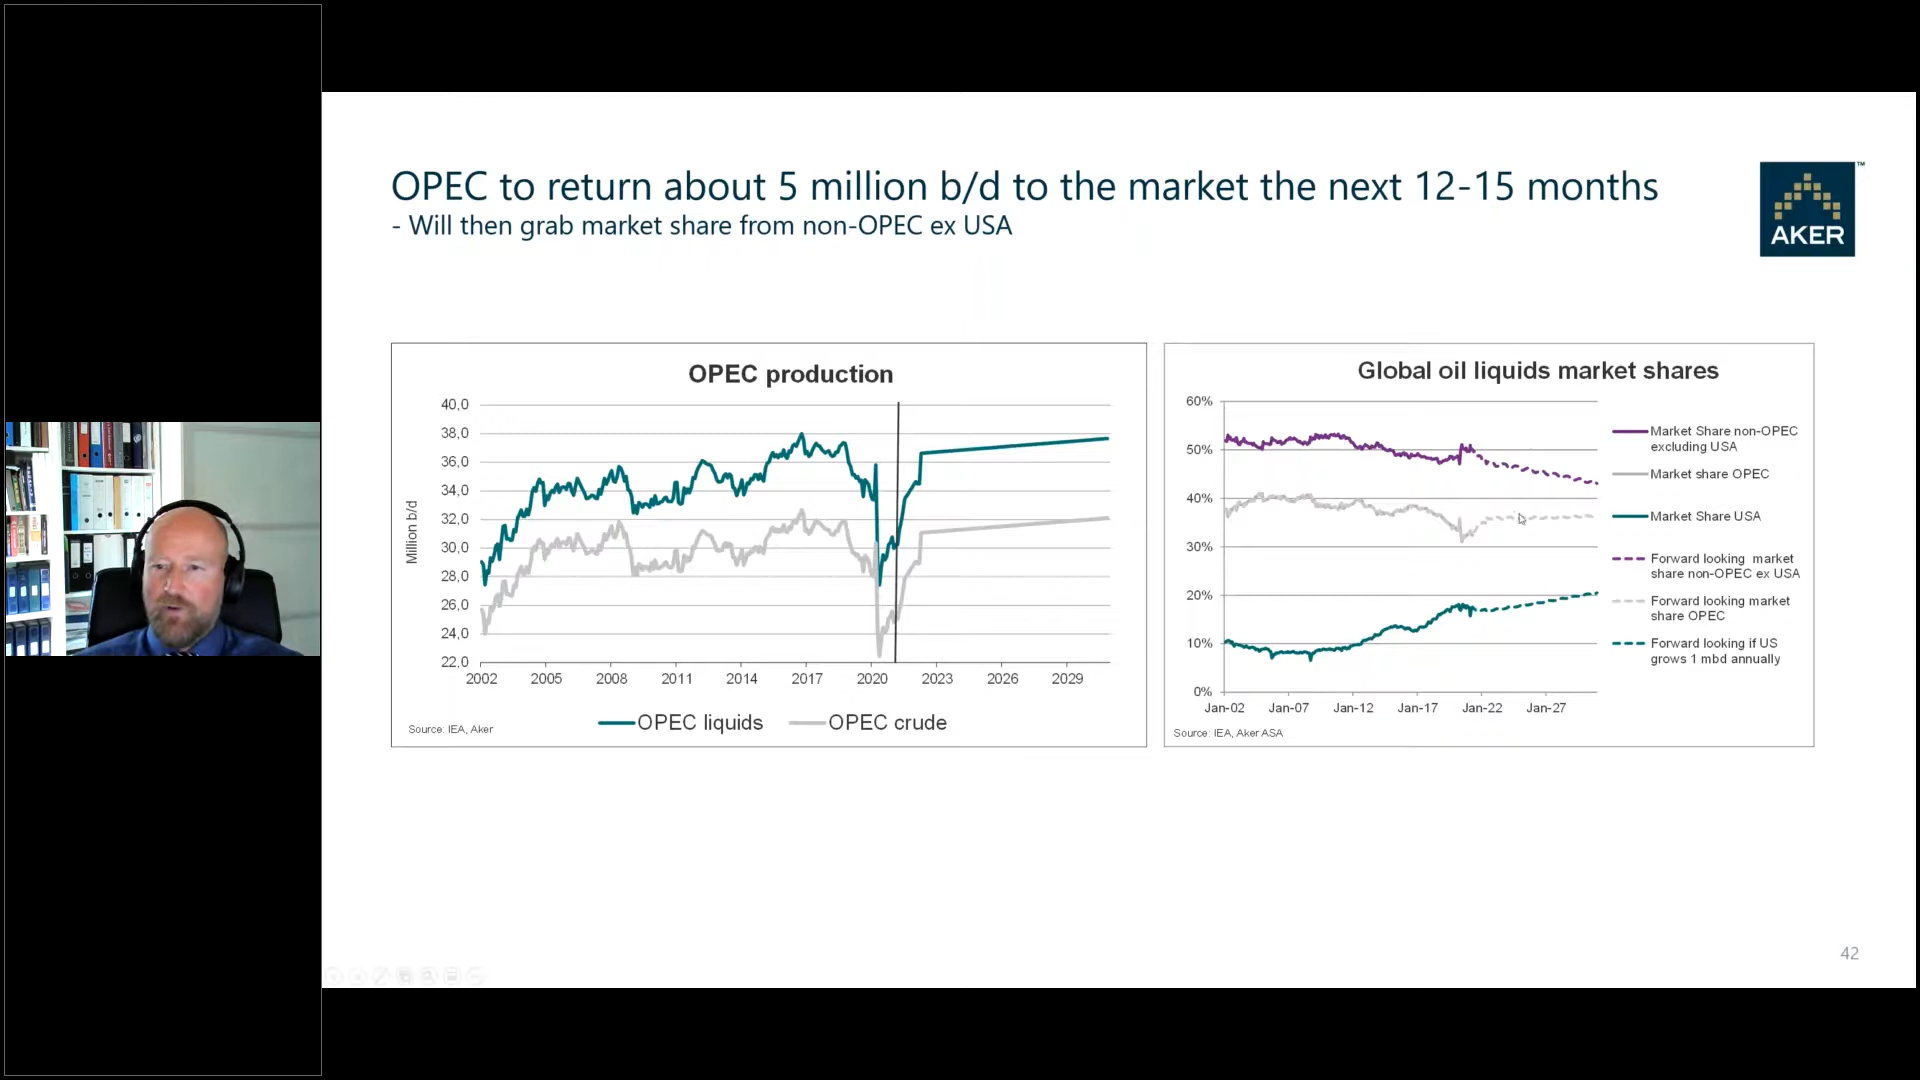 OPEC to return about 5 million b/d to the market the next 12-15 months
- Will then grab market share from non-OPEC ex USA
AKER
TM
OPEC production
40,0
38,0
36,0
34,0
32,0
30,0
28,0
26,0
24,0
22,0
Million b/d
2002 2005 2008 2011 2014 2017 2020 2023 2026 2029
OPEC liquids OPEC crude
Source: IEA, Aker
Global oil liquids market shares
60%
50%
40%
30%
20%
10%
0%
Jan-02 Jan-07 Jan-12 Jan-17 Jan-22 Jan-27
Market Share non-OPEC
excluding USA
Market share OPEC
Market Share USA
Forward looking market
share non-OPEC ex USA
Forward looking market
share OPEC
Forward looking if US
grows 1 mbd annually
Source: IEA, Aker ASA
42